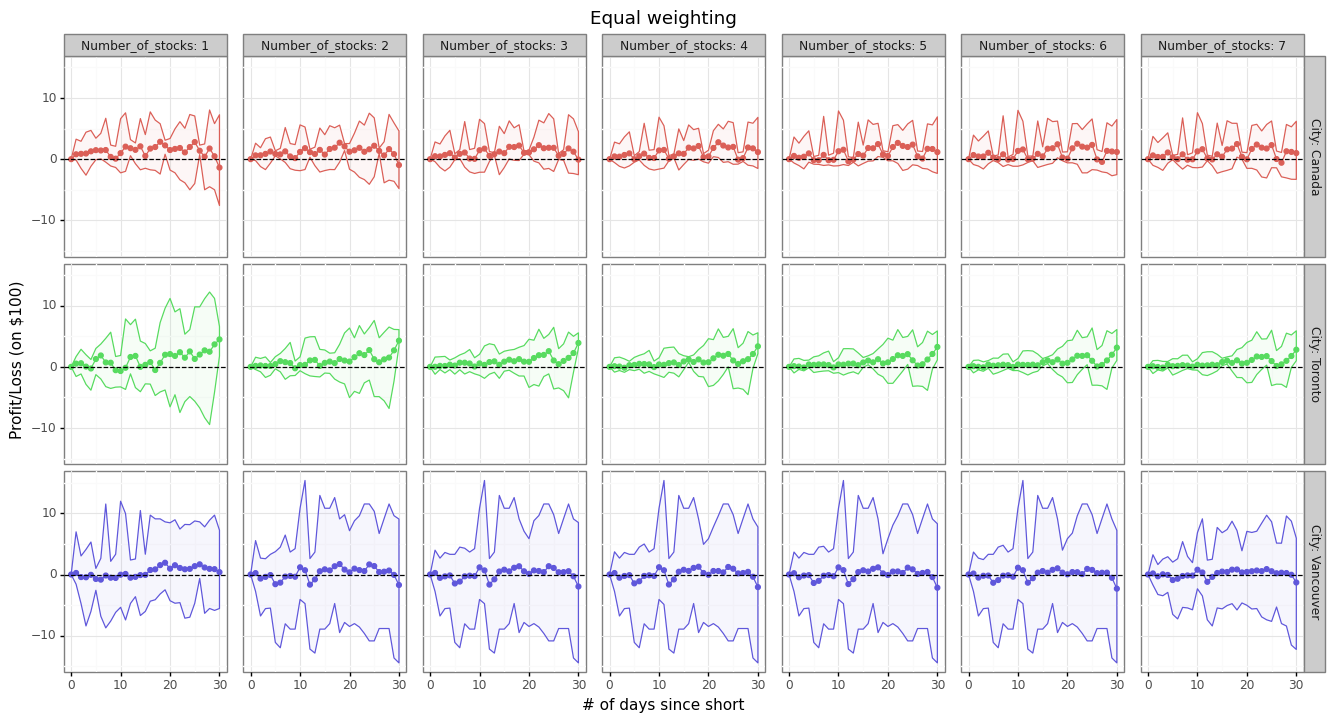 Equal weighting
Number_of_stocks: 1 Number_of_stocks: 2 Number_of_stocks: 3 Number_of_stocks: 4 Number_of_stocks: 5 Number_of_stocks: 6 Number_of_stocks: 7
10
0
−10
City: Canada
Profit/Loss (on $100)
10
0
−10
City: Toronto
10
0
−10
City: Vancouver
0 10 20 30 0 10 20 30 0 10 20 30 0 10 20 30 0 10 20 30 0 10 20 30 0 10 20 30
# of days since short